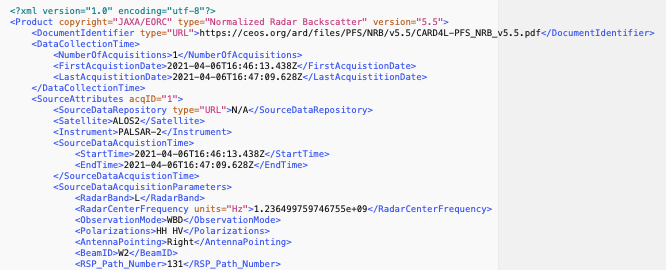 <?xml version="1.0" encoding="utf-8"?>
<Product copyright="JAXA/EORC" type="Normalized Radar Backscatter" version="5.5">
<DocumentIdentifier type="URL">https://ceos.org/ard/files/PFS/NRB/v5.5/CARD4L-PFS_NRB_v5.5.pdf</DocumentIdentifier>
<DataCollectionTime>
<NumberOfAcquisitions>1</NumberOfAcquisitions>
<FirstAcquistionDate>2021-04-06T16:46:13.438Z</FirstAcquistionDate>
<LastAcquistitionDate>2021-04-06T16:47:09.628Z</LastAcquistitionDate>
</DataCollectionTime>
<SourceAttributes acqID="1">
<SourceDataRepository type="URL">N/A</SourceDataRepository>
<Satellite>ALOS2</Satellite>
<Instrument>PALSAR-2</Instrument>
<SourceDataAcquisitionTime>
<StartTime>2021-04-06T16:46:13.438Z</StartTime>
<EndTime>2021-04-06T16:47:09.628Z</EndTime>
</SourceDataAcquisitionTime>
<SourceDataAcquisitionParameters>
<RadarBand>L</RadarBand>
<RadarCenterFrequency units="Hz">1.236499759746755e+09</RadarCenterFrequency>
<ObservationMode>WBD</ObservationMode>
<Polarizations>HH HV</Polarizations>
<AntennaPointing>Right</AntennaPointing>
<BeamID>W2</BeamID>
<RSP_Path_Number>131</RSP_Path_Number>